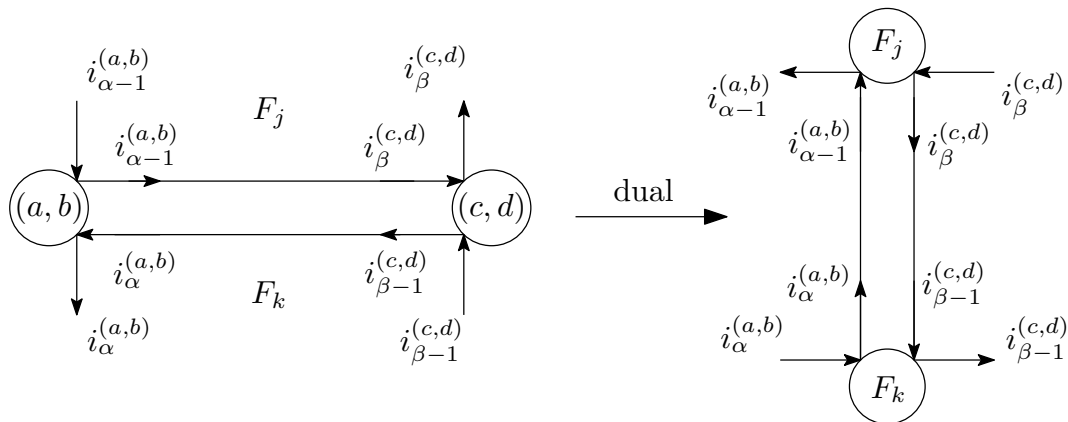 $i_{\alpha-1}^{(a,b)}$ $F_j$ $i_{\beta}^{(c,d)}$
$i_{\alpha-1}^{(a,b)}$ $i_{\beta}^{(c,d)}$
$(a, b)$ $(c, d)$
$i_{\alpha}^{(a,b)}$ $i_{\beta-1}^{(c,d)}$
$F_k$
$i_{\alpha}^{(a,b)}$ $i_{\beta-1}^{(c,d)}$
dual
$F_j$
$i_{\alpha-1}^{(a,b)}$ $i_{\beta}^{(c,d)}$
$i_{\alpha-1}^{(a,b)}$ $i_{\beta}^{(c,d)}$
$i_{\alpha}^{(a,b)}$ $i_{\beta-1}^{(c,d)}$
$i_{\alpha}^{(a,b)}$ $i_{\beta-1}^{(c,d)}$
$F_k$